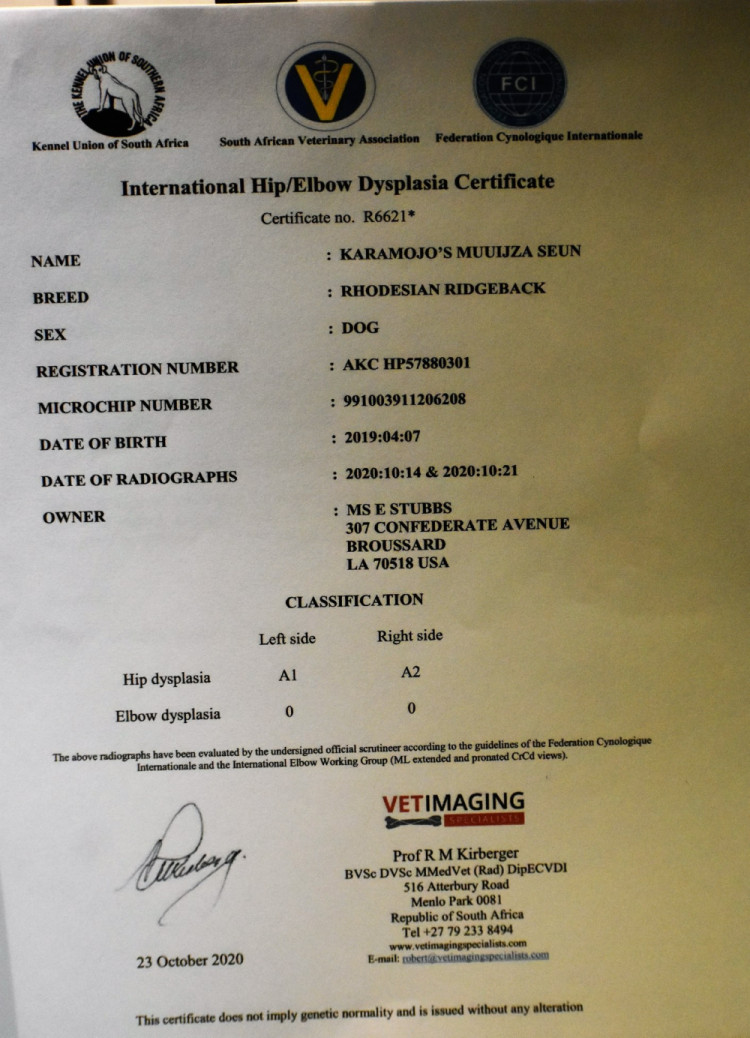 THE KENNEL UNION OF SOUTHERN AFRICA
V
FCI
Kennel Union of South Africa
South African Veterinary Association
Federation Cynologique Internationale
International Hip/Elbow Dysplasia Certificate
Certificate no. R6621*
NAME : KARAMOJO'S MUUIJZA SEUN
BREED : RHODESIAN RIDGEBACK
SEX : DOG
REGISTRATION NUMBER : AKC HP57880301
MICROCHIP NUMBER : 991003911206208
DATE OF BIRTH : 2019:04:07
DATE OF RADIOGRAPHS : 2020:10:14 & 2020:10:21
OWNER : MS E STUBBS
307 CONFEDERATE AVENUE
BROUSSARD
LA 70518 USA
CLASSIFICATION
Left side Right side
Hip dysplasia A1 A2
Elbow dysplasia 0 0
The above radiographs have been evaluated by the undersigned official scrutineer according to the guidelines of the Federation Cynologique
Internationale and the International Elbow Working Group (ML extended and pronated CrCd views).
VETIMAGING
SPECIALISTS
Prof R M Kirberger
BVSc DVSc MMedVet (Rad) DipECVDI
516 Atterbury Road
Menlo Park 0081
Republic of South Africa
Tel +27 79 233 8494
www.vetimagingspecialists.com
E-mail: robert@vetimagingspecialists.com
23 October 2020
This certificate does not imply genetic normality and is issued without any alteration